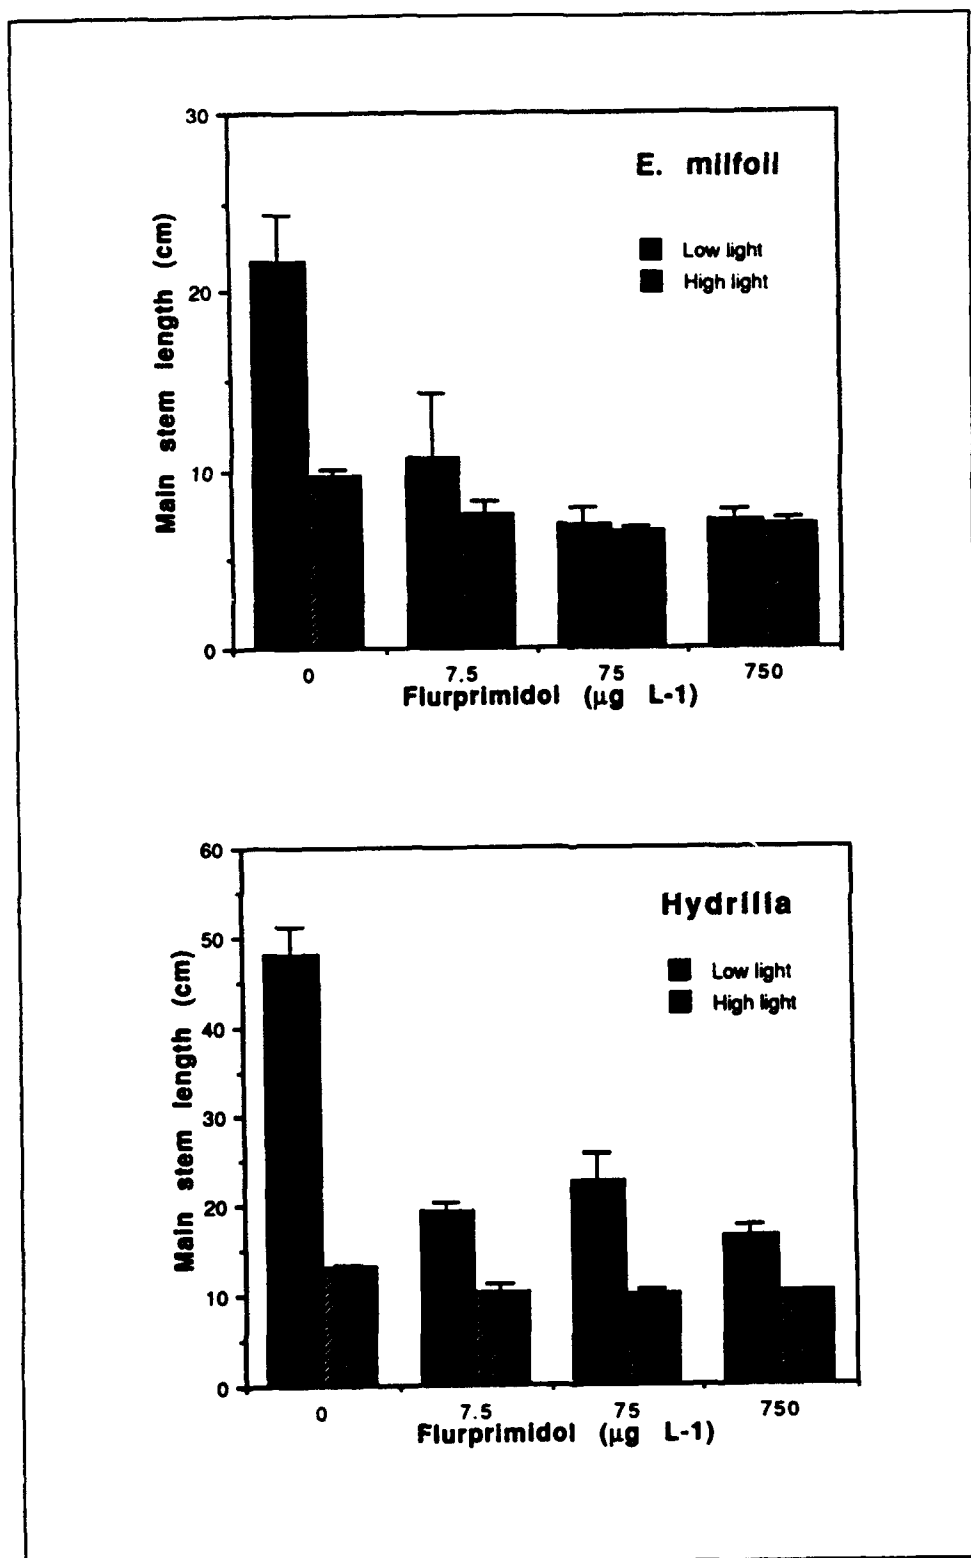 30
E. milfoil
Low light
High light
20
10
0
Main stem length (cm)
0 7.5 75 750
Flurprimidol (µg L-1)
60
Hydrilla
50
Low light
High light
40
30
20
10
0
Main stem length (cm)
0 7.5 75 750
Flurprimidol (µg L-1)